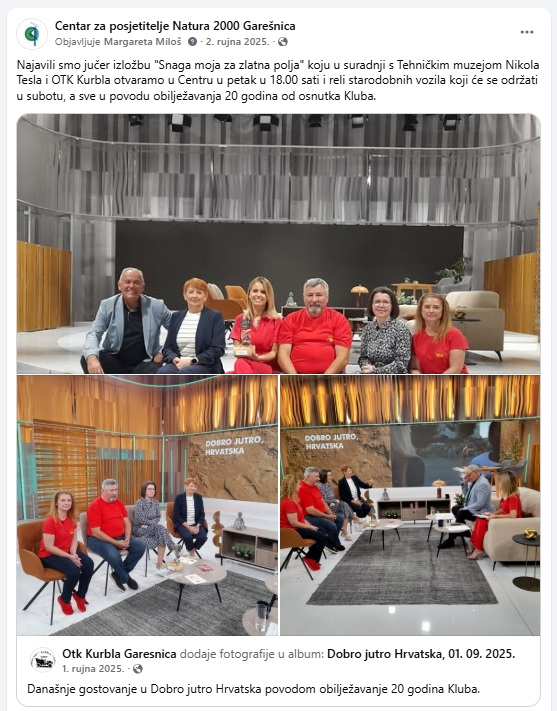 Centar za posjetitelje Natura 2000 Garešnica
Objavljuje Margareta Miloš · 2. rujna 2025. ·
Najavili smo jučer izložbu "Snaga moja za zlatna polja" koju u suradnji s Tehničkim muzejom Nikola
Tesla i OTK Kurbla otvaramo u Centru u petak u 18.00 sati i reli starodobnih vozila koji će se održati
u subotu, a sve u povodu obilježavanja 20 godina od osnutka Kluba.
DOBRO JUTRO,
HRVATSKA
DOBRO JUTRO,
HRVATSKA
Otk Kurbla Garesnica dodaje fotografije u album: Dobro jutro Hrvatska, 01. 09. 2025.
1. rujna 2025. ·
Današnje gostovanje u Dobro jutro Hrvatska povodom obilježavanje 20 godina Kluba.